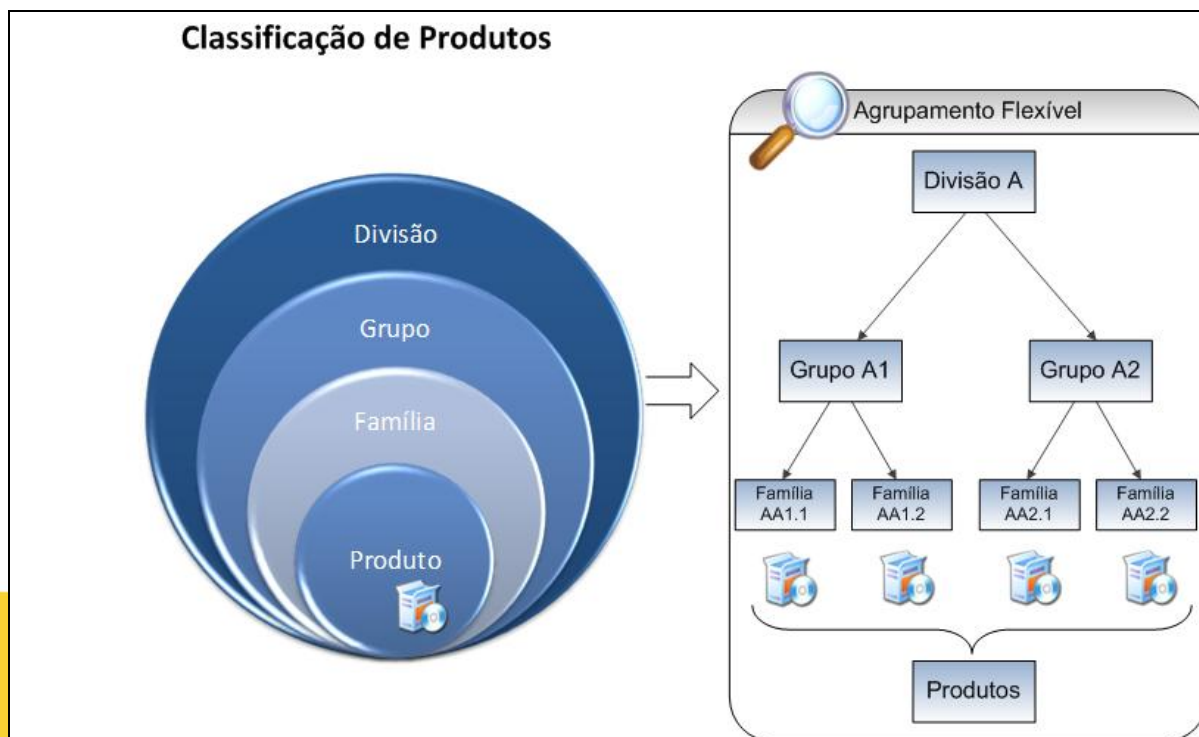 Classificação de Produtos
Divisão
Grupo
Família
Produto
Agrupamento Flexível
Divisão A
Grupo A1
Grupo A2
Família
AA1.1
Família
AA1.2
Família
AA2.1
Família
AA2.2
Produtos